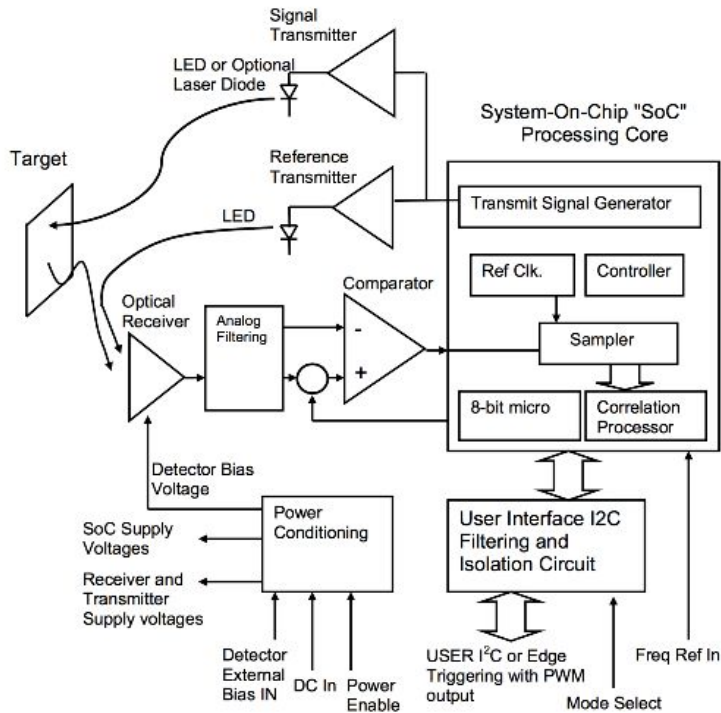 Signal
Transmitter
LED or Optional
Laser Diode
System-On-Chip "SoC"
Processing Core
Target
Reference
Transmitter
Transmit Signal Generator
LED
Ref Clk.
Controller
Comparator
Optical
Receiver
Analog
Filtering
-
+
Sampler
8-bit micro
Correlation
Processor
Detector Bias
Voltage
Power
Conditioning
SoC Supply
Voltages
Receiver and
Transmitter
Supply voltages
User Interface I2C
Filtering and
Isolation Circuit
Detector
External
Bias IN
DC In
Power
Enable
USER I²C or Edge
Triggering with PWM
output
Mode Select
Freq Ref In